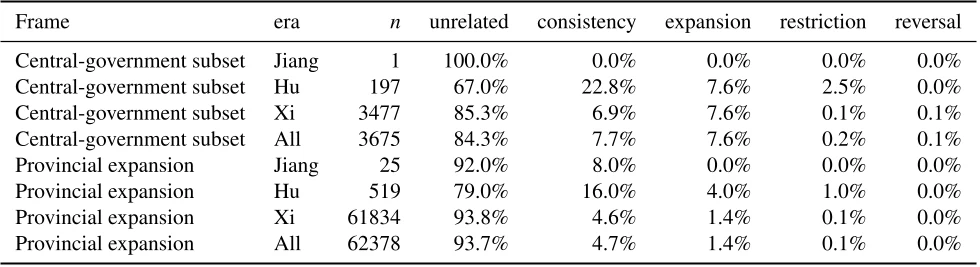 Frame era n unrelated consistency expansion restriction reversal
Central-government subset Jiang 1 100.0% 0.0% 0.0% 0.0% 0.0%
Central-government subset Hu 197 67.0% 22.8% 7.6% 2.5% 0.0%
Central-government subset Xi 3477 85.3% 6.9% 7.6% 0.1% 0.1%
Central-government subset All 3675 84.3% 7.7% 7.6% 0.2% 0.1%
Provincial expansion Jiang 25 92.0% 8.0% 0.0% 0.0% 0.0%
Provincial expansion Hu 519 79.0% 16.0% 4.0% 1.0% 0.0%
Provincial expansion Xi 61834 93.8% 4.6% 1.4% 0.1% 0.0%
Provincial expansion All 62378 93.7% 4.7% 1.4% 0.1% 0.0%